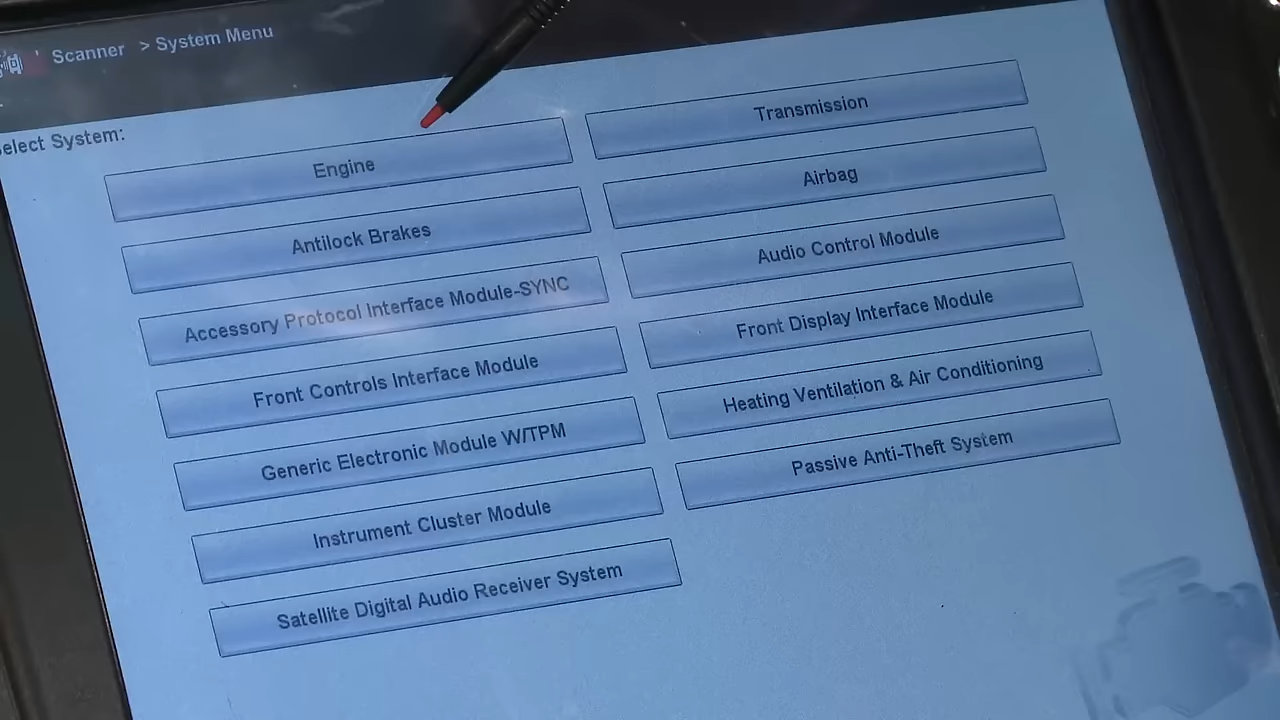 Scanner > System Menu
elect System:
Engine
Transmission
Antilock Brakes
Airbag
Accessory Protocol Interface Module-SYNC
Audio Control Module
Front Controls Interface Module
Front Display Interface Module
Generic Electronic Module W/TPM
Heating Ventilation & Air Conditioning
Instrument Cluster Module
Passive Anti-Theft System
Satellite Digital Audio Receiver System